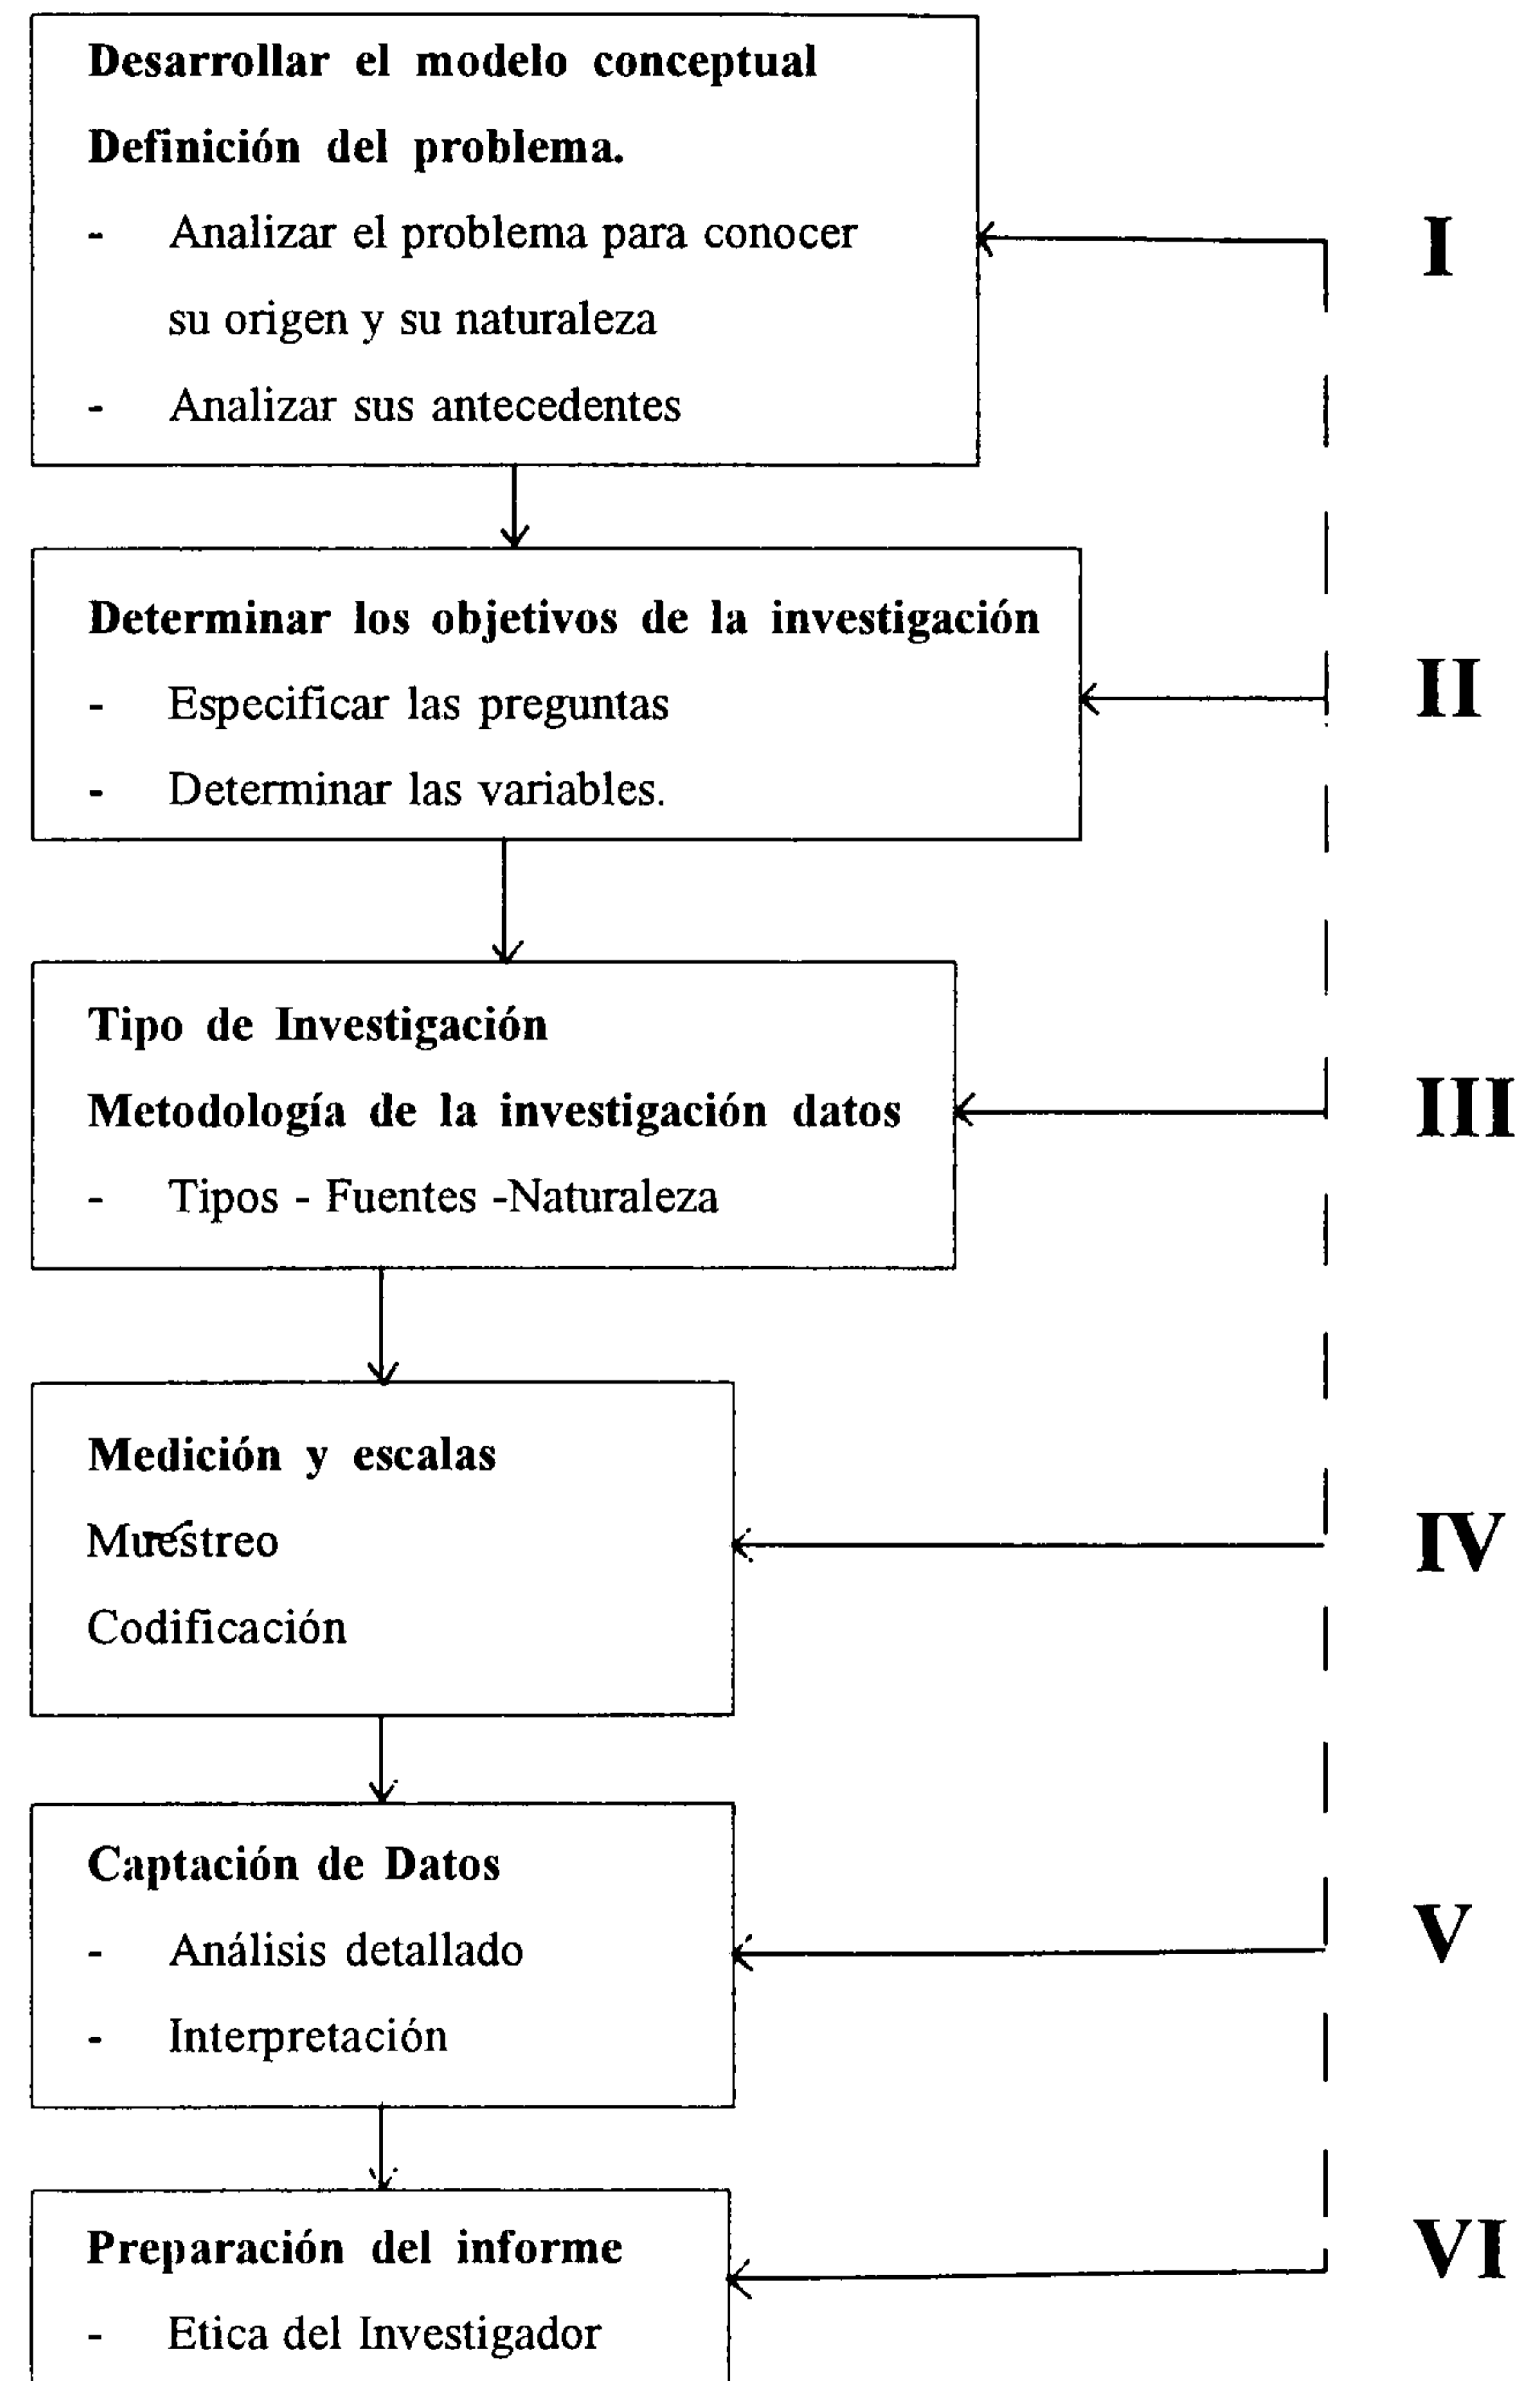 Desarrollar el modelo conceptual
Definición del problema.
- Analizar el problema para conocer
su origen y su naturaleza
- Analizar sus antecedentes
I
Determinar los objetivos de la investigación
- Especificar las preguntas
- Determinar las variables.
II
Tipo de Investigación
Metodología de la investigación datos
- Tipos - Fuentes -Naturaleza
III
Medición y escalas
Muestreo
Codificación
IV
Captación de Datos
- Análisis detallado
- Interpretación
V
Preparación del informe
- Etica del Investigador
VI